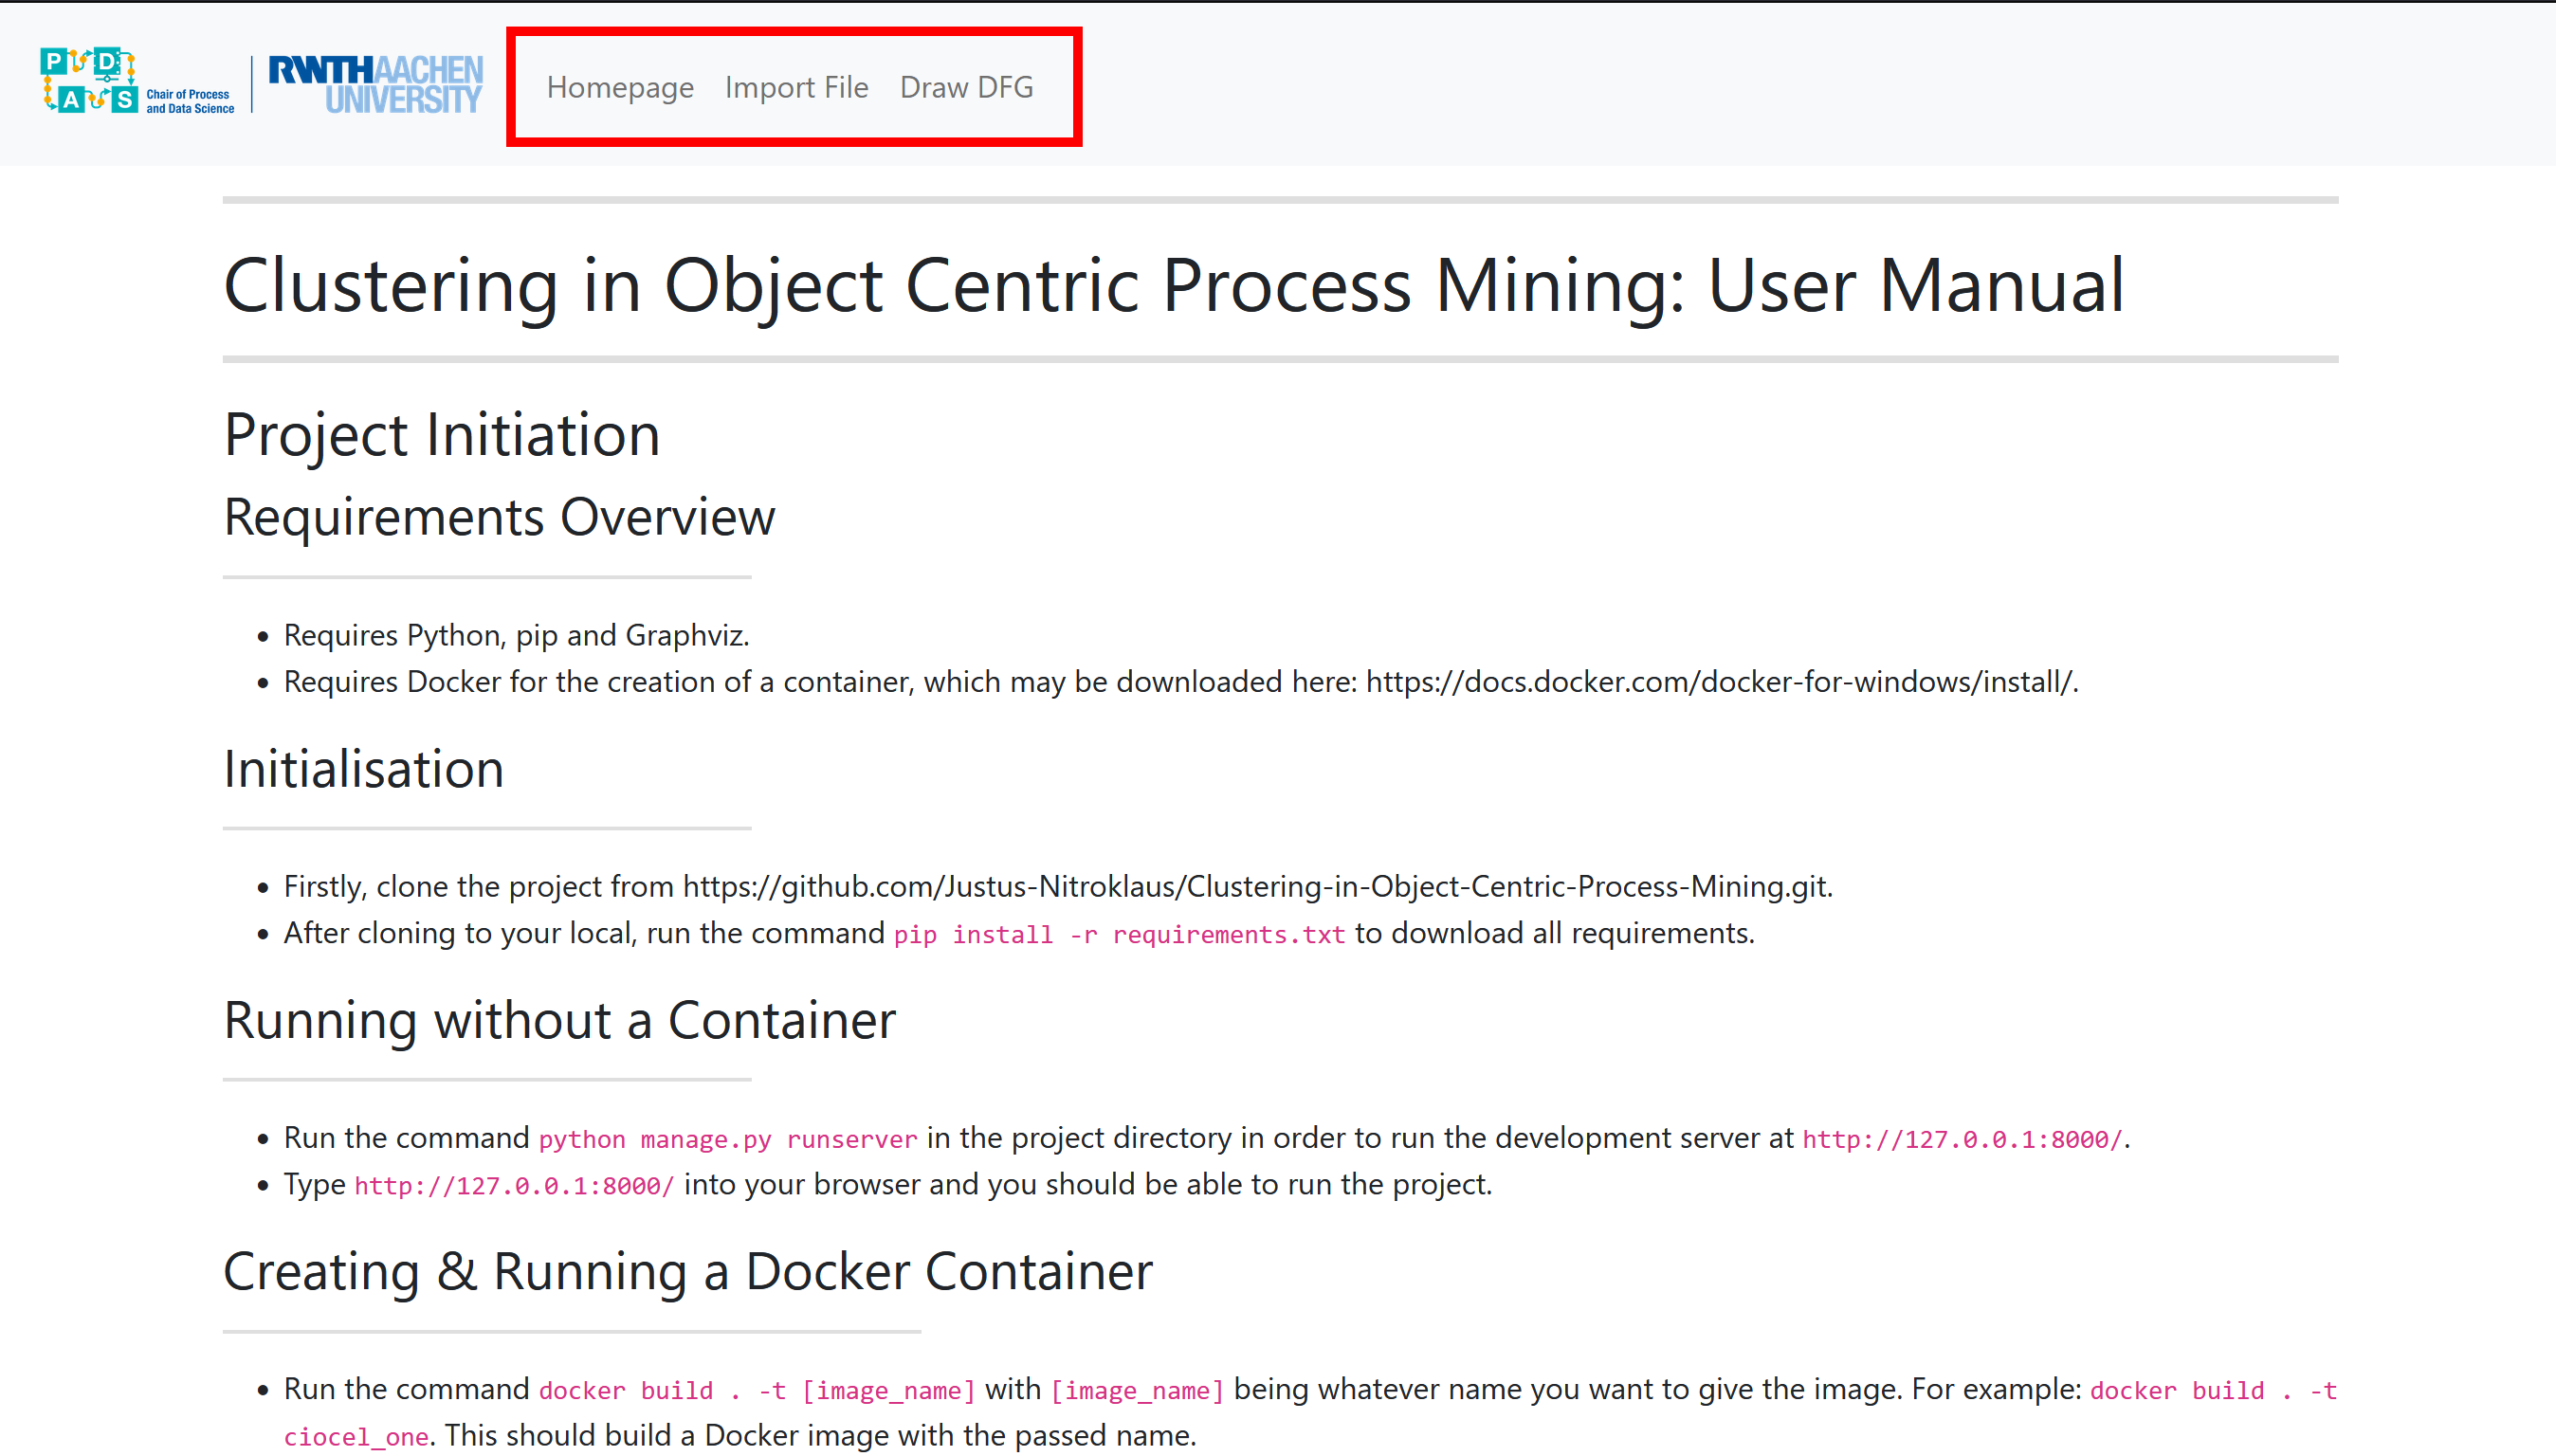 P D
A S
Chair of Process
and Data Science
RWTHAACHEN
UNIVERSITY
Homepage Import File Draw DFG
Clustering in Object Centric Process Mining: User Manual
Project Initiation
Requirements Overview
• Requires Python, pip and Graphviz.
• Requires Docker for the creation of a container, which may be downloaded here: https://docs.docker.com/docker-for-windows/install/.
Initialisation
• Firstly, clone the project from https://github.com/Justus-Nitroklaus/Clustering-in-Object-Centric-Process-Mining.git.
• After cloning to your local, run the command pip install -r requirements.txt to download all requirements.
Running without a Container
• Run the command python manage.py runserver in the project directory in order to run the development server at http://127.0.0.1:8000/.
• Type http://127.0.0.1:8000/ into your browser and you should be able to run the project.
Creating & Running a Docker Container
• Run the command docker build . -t [image_name] with [image_name] being whatever name you want to give the image. For example: docker build . -t
ciocel_one. This should build a Docker image with the passed name.